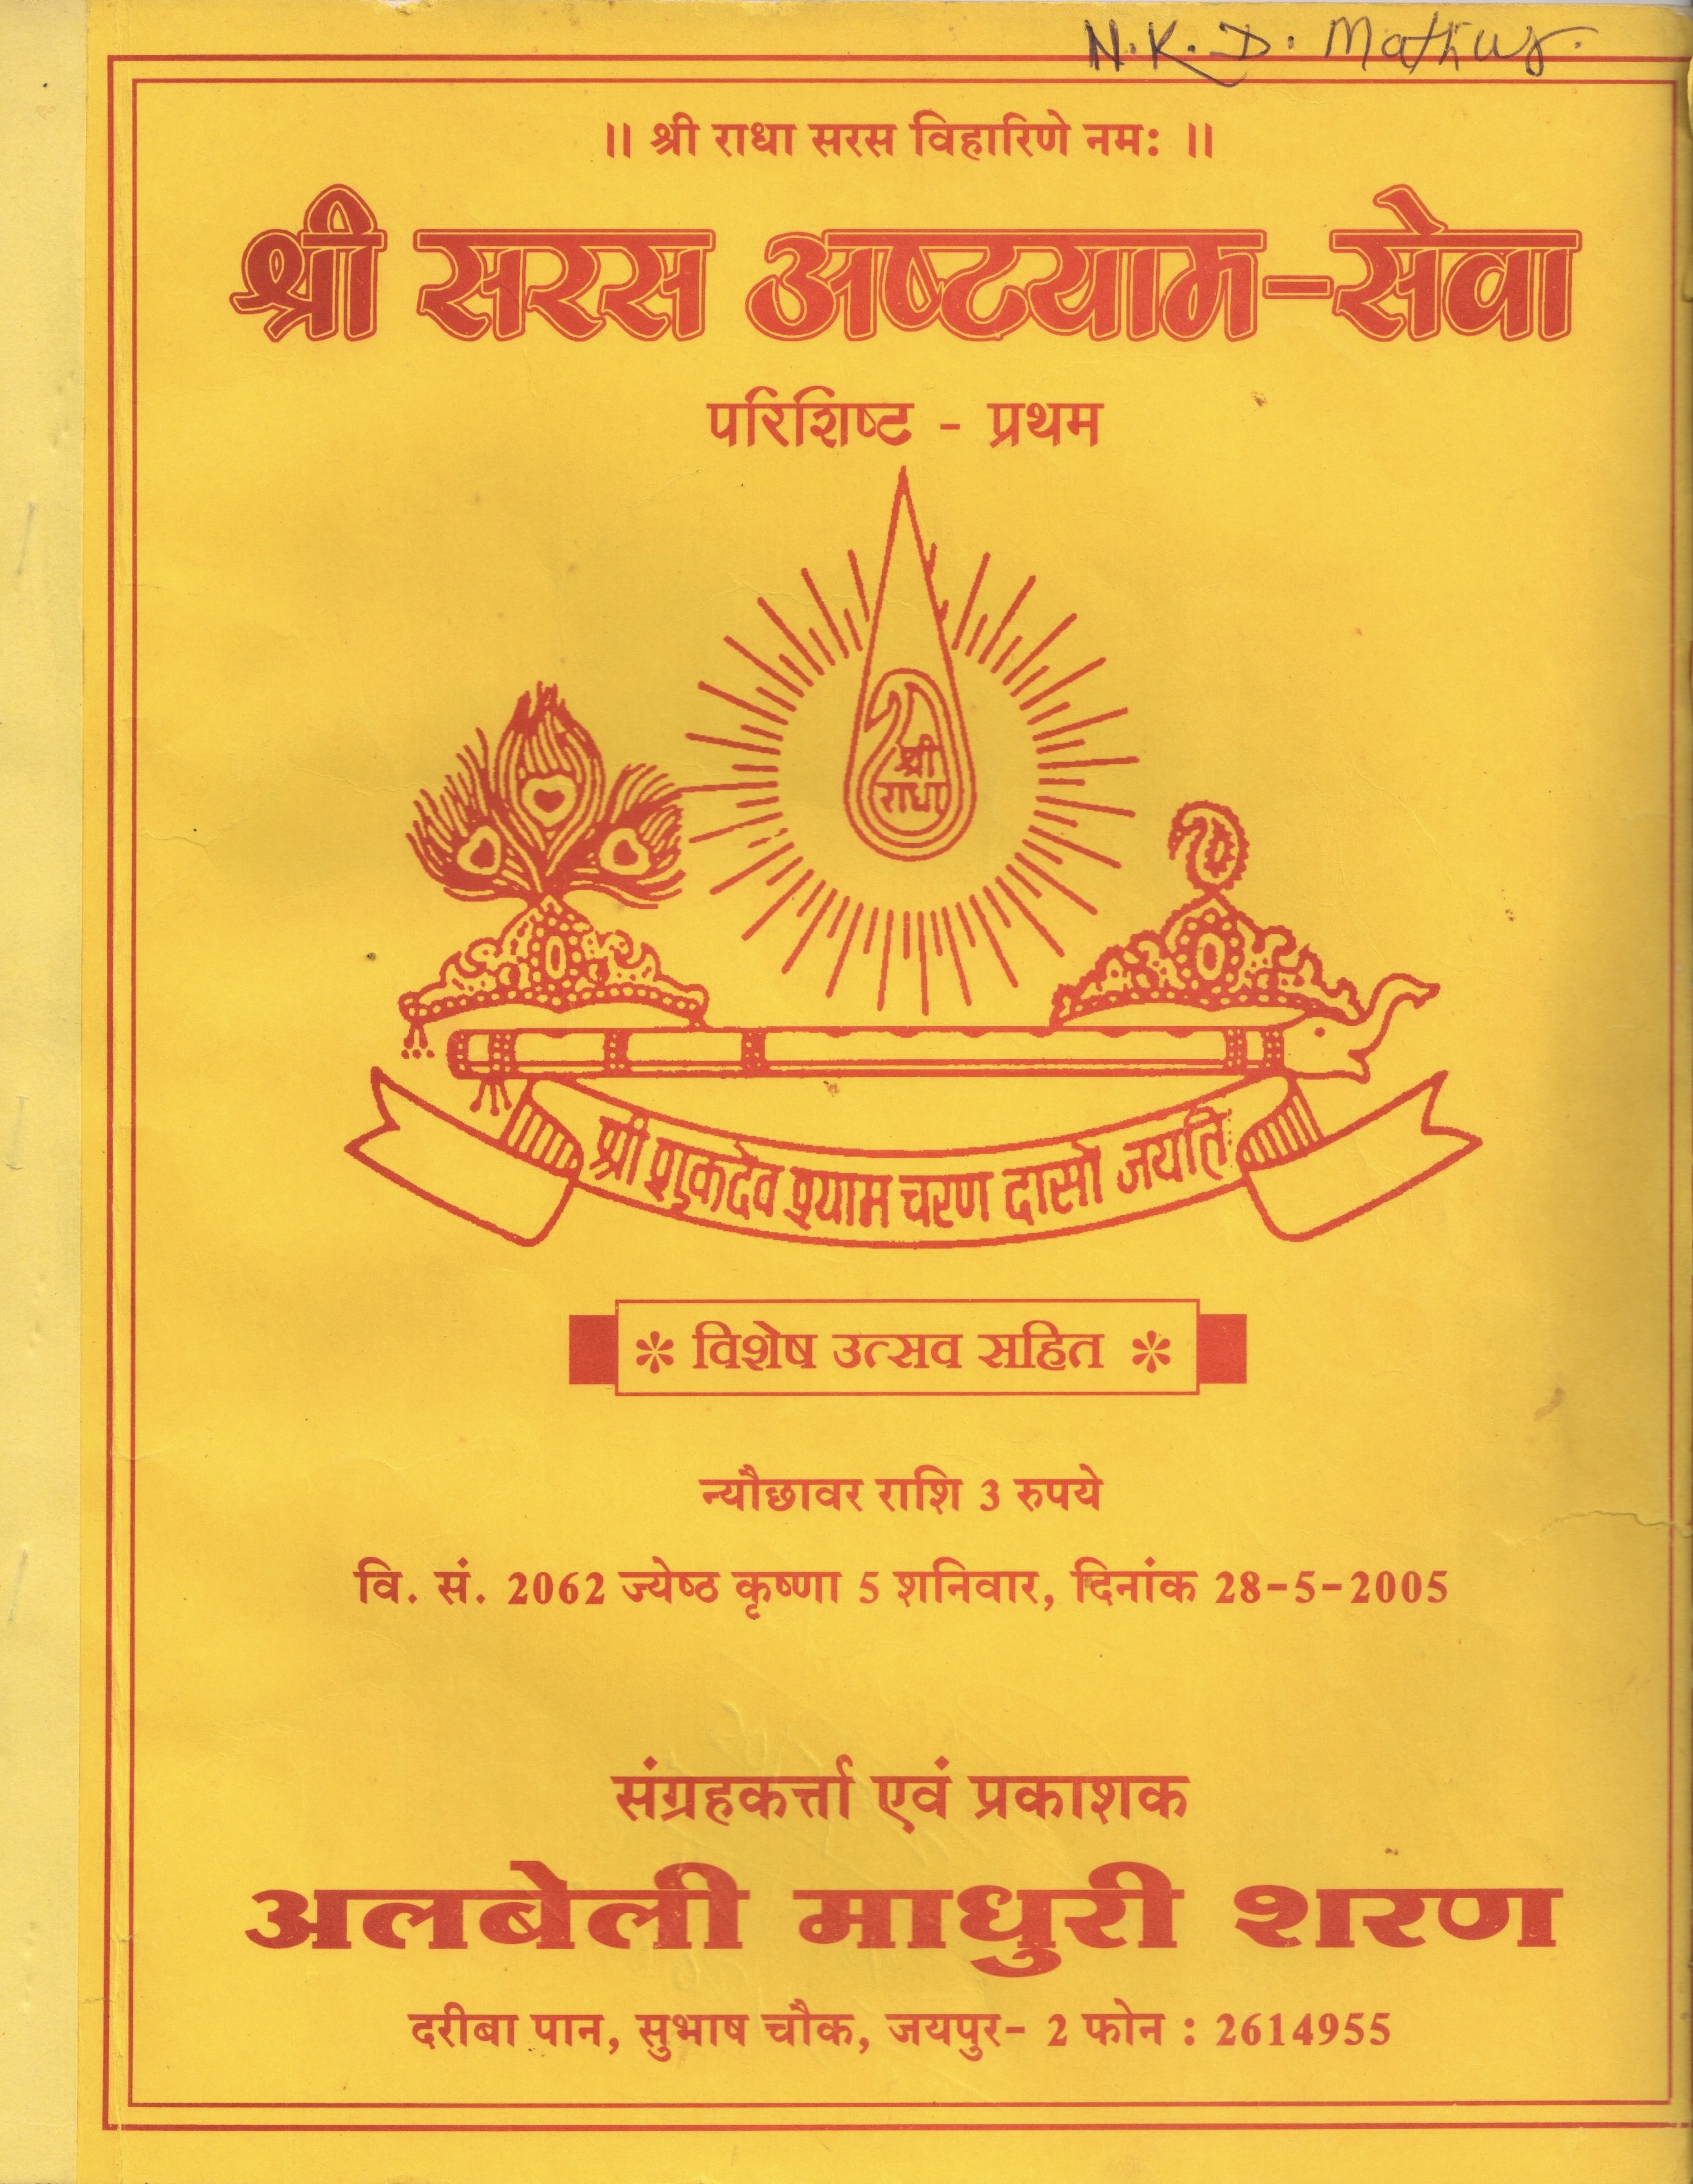 N.K.D. Mathur.
॥ श्री राधा सरस विहारिणे नमः ॥
श्री सरस अष्टयाम-सेवा
परिशिष्ट - प्रथम
श्री
राधा
श्री शुकदेव श्याम चरण दासो जयति
* विशेष उत्सव सहित *
न्यौछावर राशि 3 रुपये
वि. सं. 2062 ज्येष्ठ कृष्णा 5 शनिवार, दिनांक 28-5-2005
संग्रहकर्त्ता एवं प्रकाशक
अलबेली माधुरी शरण
दरीबा पान, सुभाष चौक, जयपुर- 2 फोन : 2614955